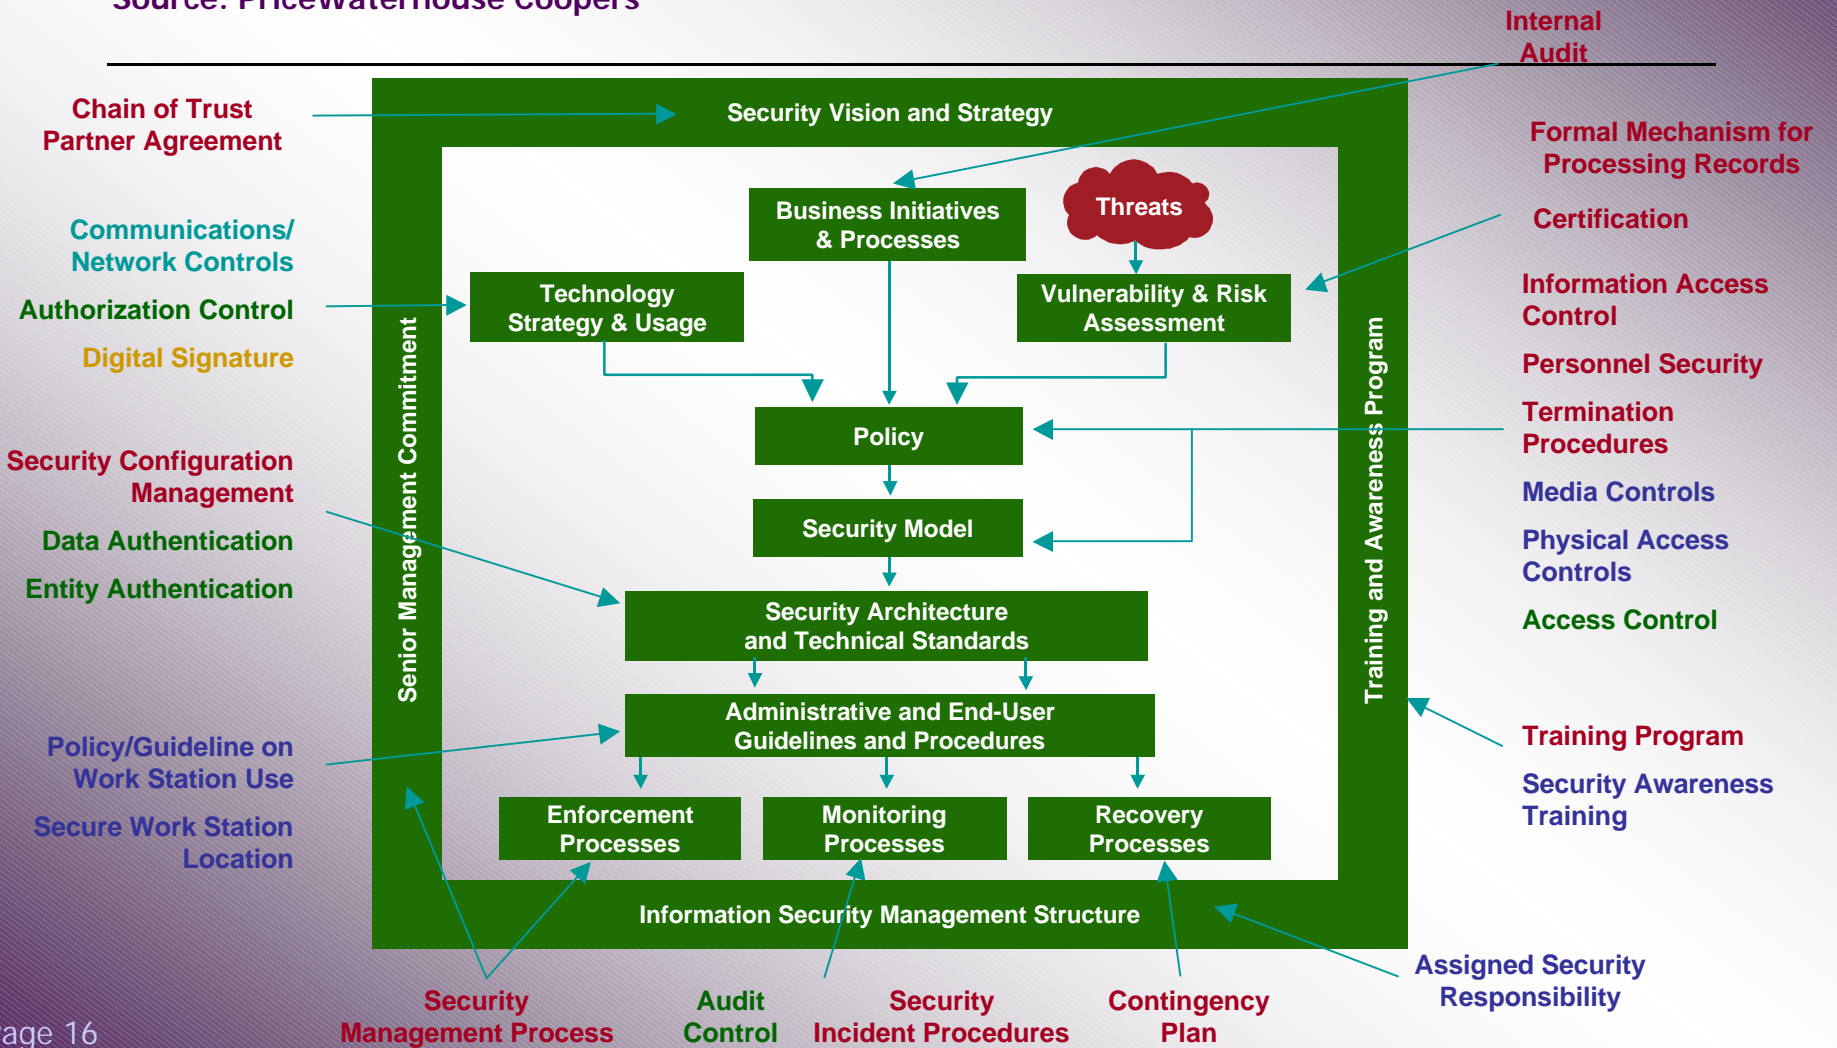 Source: PriceWaterhouse Coopers
Internal
Audit
Chain of Trust
Partner Agreement
Security Vision and Strategy
Formal Mechanism for
Processing Records
Business Initiatives
& Processes
Threats
Certification
Communications/
Network Controls
Authorization Control
Digital Signature
Technology
Strategy & Usage
Vulnerability & Risk
Assessment
Information Access
Control
Personnel Security
Termination
Procedures
Media Controls
Physical Access
Controls
Access Control
Senior Management Commitment
Training and Awareness Program
Policy
Security Model
Security Configuration
Management
Data Authentication
Entity Authentication
Security Architecture
and Technical Standards
Administrative and End-User
Guidelines and Procedures
Policy/Guideline on
Work Station Use
Secure Work Station
Location
Training Program
Security Awareness
Training
Enforcement
Processes
Monitoring
Processes
Recovery
Processes
Information Security Management Structure
Assigned Security
Responsibility
Security
Management Process
Audit
Control
Security
Incident Procedures
Contingency
Plan
age 16